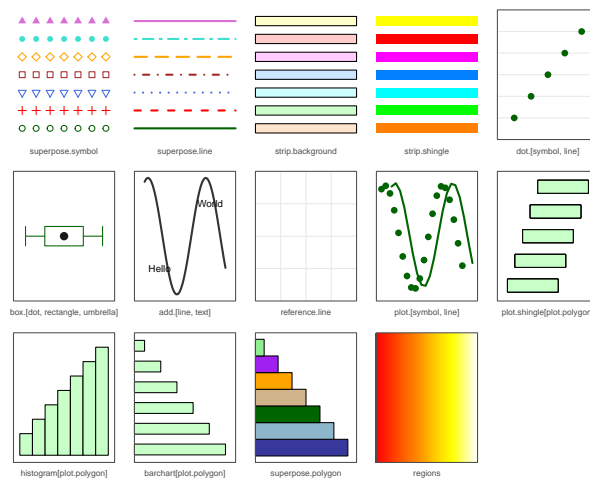 superpose.symbol
superpose.line
strip.background
strip.shingle
dot.[symbol, line]
World
Hello
box.[dot, rectangle, umbrella]
add.[line, text]
reference.line
plot.[symbol, line]
plot.shingle[plot.polygon
histogram[plot.polygon]
barchart[plot.polygon]
superpose.polygon
regions